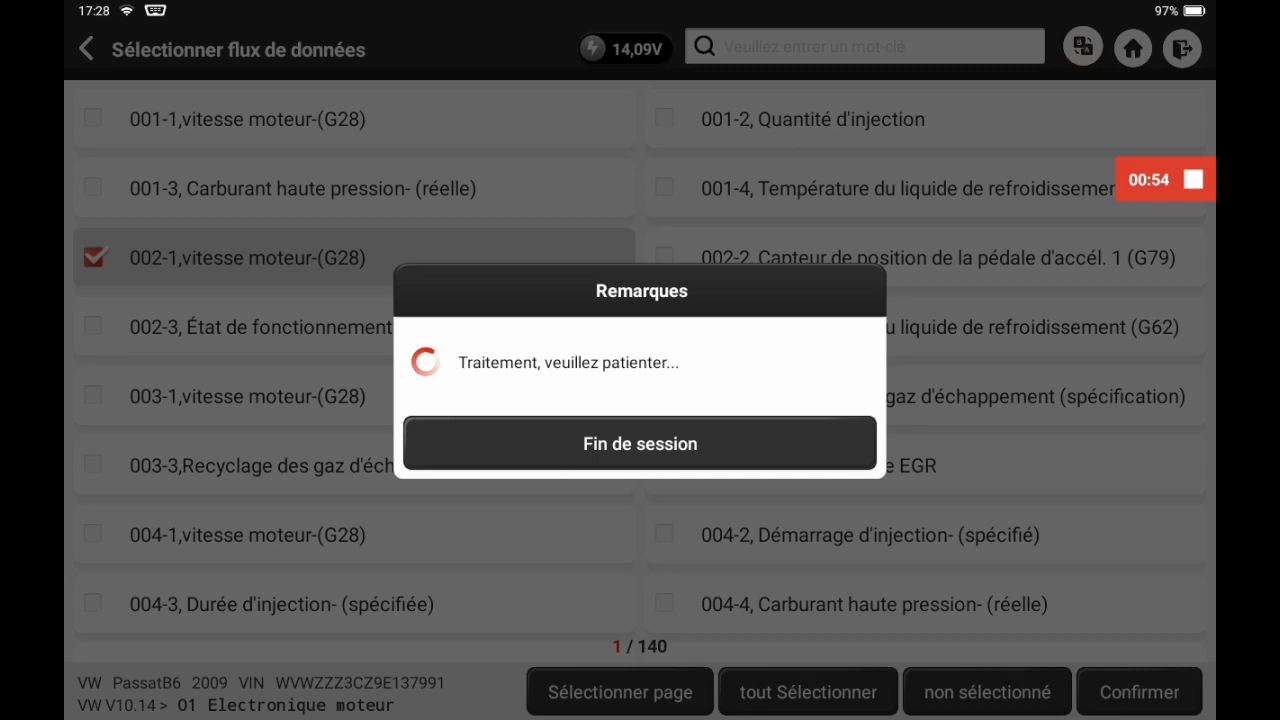 17:28
97%
Sélectionner flux de données
14,09V
Veuillez entrer un mot-clé
001-1,vitesse moteur-(G28)
001-2, Quantité d'injection
001-3, Carburant haute pression- (réelle)
001-4, Température du liquide de refroidissemen
00:54
002-1,vitesse moteur-(G28)
002-2, Capteur de position de la pédale d'accél. 1 (G79)
Remarques
002-3, État de fonctionnement
u liquide de refroidissement (G62)
Traitement, veuillez patienter...
003-1,vitesse moteur-(G28)
gaz d'échappement (spécification)
Fin de session
003-3,Recyclage des gaz d'éch
e EGR
004-1,vitesse moteur-(G28)
004-2, Démarrage d'injection- (spécifié)
004-3, Durée d'injection- (spécifiée)
004-4, Carburant haute pression- (réelle)
1 / 140
VW PassatB6 2009 VIN WVWZZZ3CZ9E137991
VW V10.14 > 01 Electronique moteur
Sélectionner page
tout Sélectionner
non sélectionné
Confirmer